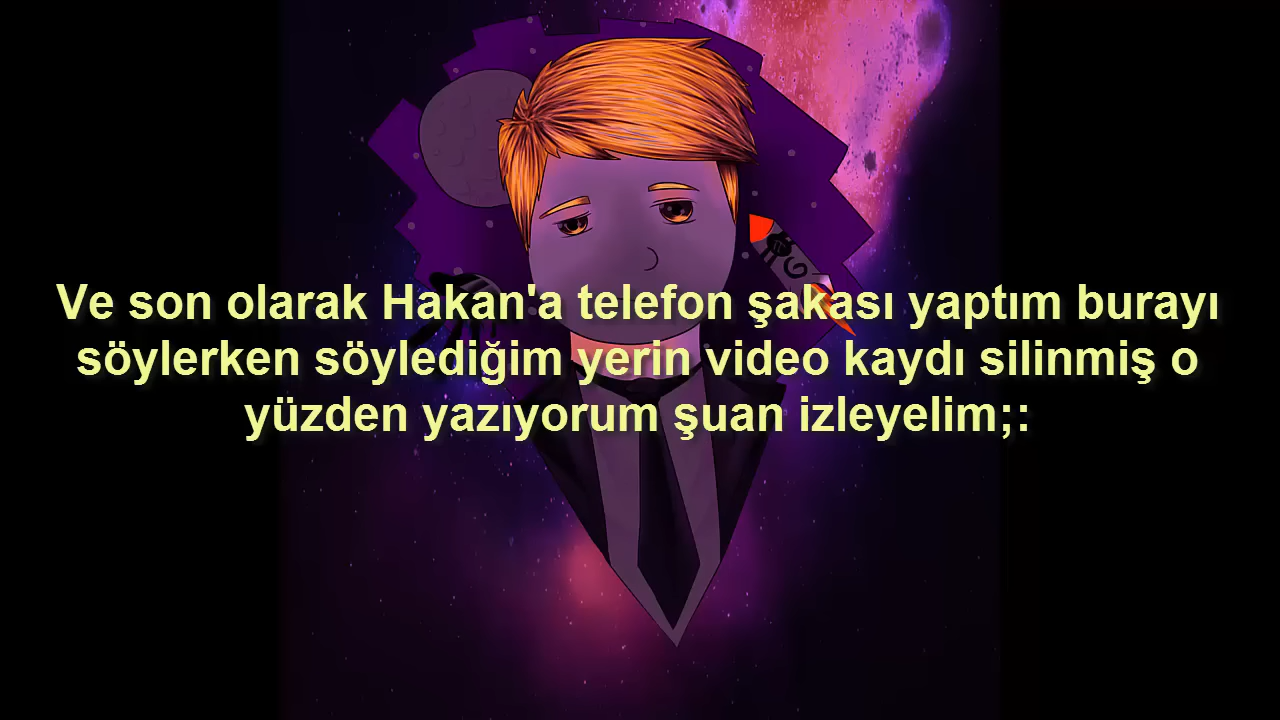 Ve son olarak Hakan'a telefon şakası yaptım burayı
söylerken söylediğim yerin video kaydı silinmiş o
yüzden yazıyorum şuan izleyelim;: